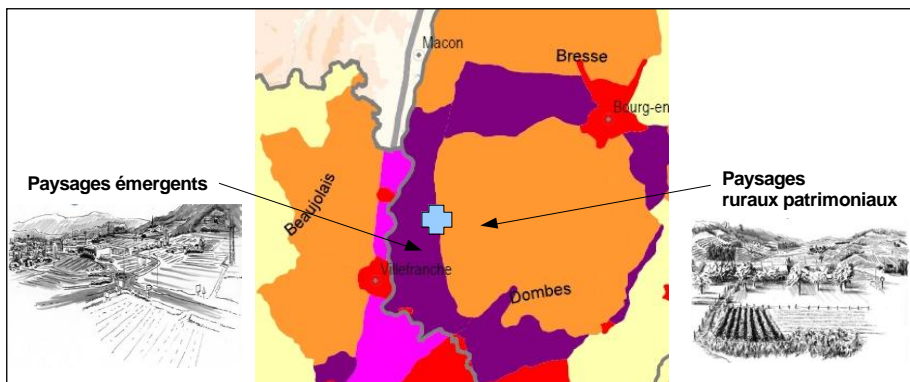 Macon
Bresse
Bourg-en
Paysages émergents
Beaujolais
Paysages
ruraux patrimoniaux
Villefranche
Dombes